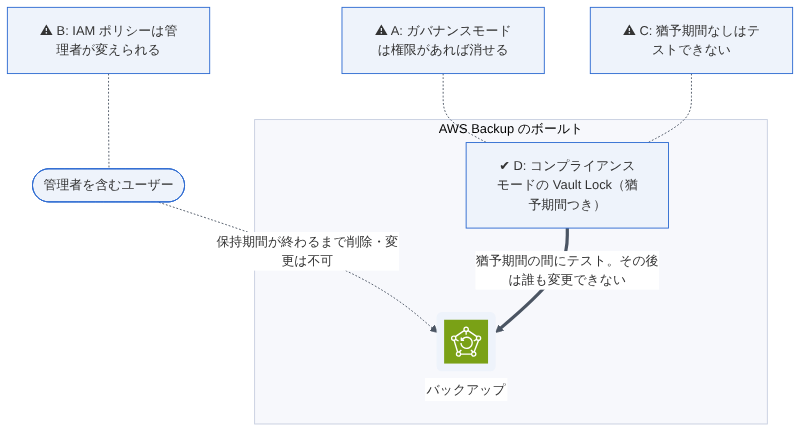 ⚠ B: IAM ポリシーは管
理者が変えられる
⚠ A: ガバナンスモード
は権限があれば消せる
⚠ C: 猶予期間なしはテ
ストできない
AWS Backup のボールト
✔ D: コンプライアンス
モードの Vault Lock（猶
予期間つき）
管理者を含むユーザー
保持期間が終わるまで削除・変
更は不可
猶予期間の間にテスト。その後
は誰も変更できない
バックアップ